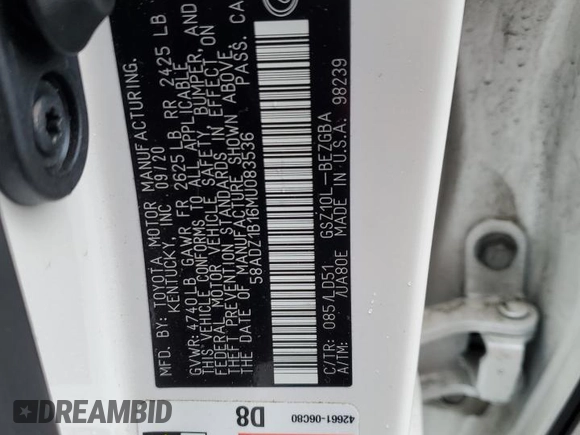 MFD. BY: TOYOTA MOTOR MANUFACTURING.
KENTUCKY, INC. 09/20
GVWR: 4740LB GAWR FR 2625LB RR 2425 LB
THIS VEHICLE CONFORMS TO ALL APPLICABLE
FEDERAL MOTOR VEHICLE SAFETY, BUMPER, AND
THEFT PREVENTION STANDARDS IN EFFECT ON
THE DATE OF MANUFACTURE SHOWN ABOVE.
58ADZ1B16MU083536 PASS. CA
C/TR: 085/LD51 GSZ10L-BEZGBA
A/TM: /UA80E MADE IN U.S.A. 98239
42661-06C80
D8
RIDESAFELY